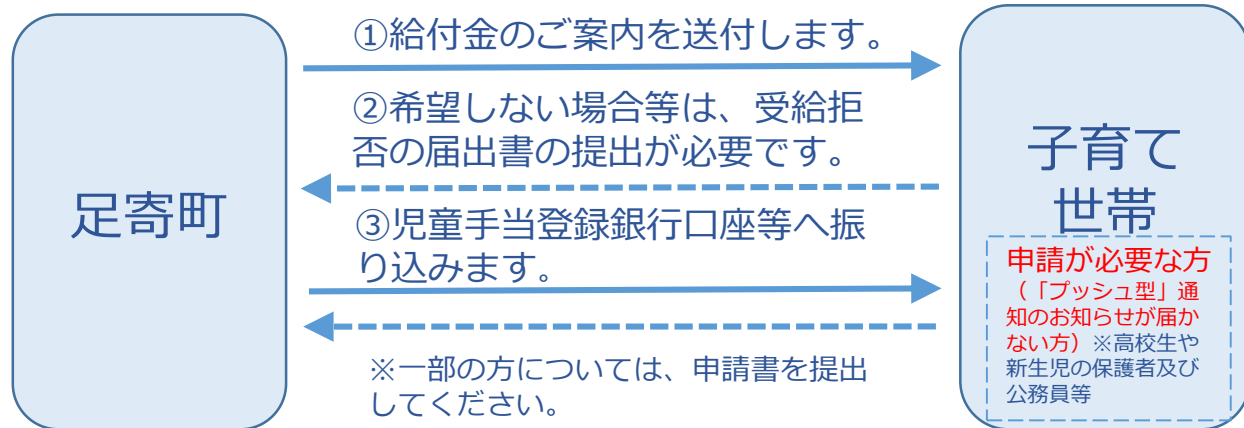 足寄町
①給付金のご案内を送付します。
②希望しない場合等は、受給拒
否の届出書の提出が必要です。
③児童手当登録銀行口座等へ振
り込みます。
※一部の方については、申請書を提出
してください。
子育て
世帯
申請が必要な方
（「プッシュ型」通
知のお知らせが届か
ない方）※高校生や
新生児の保護者及び
公務員等